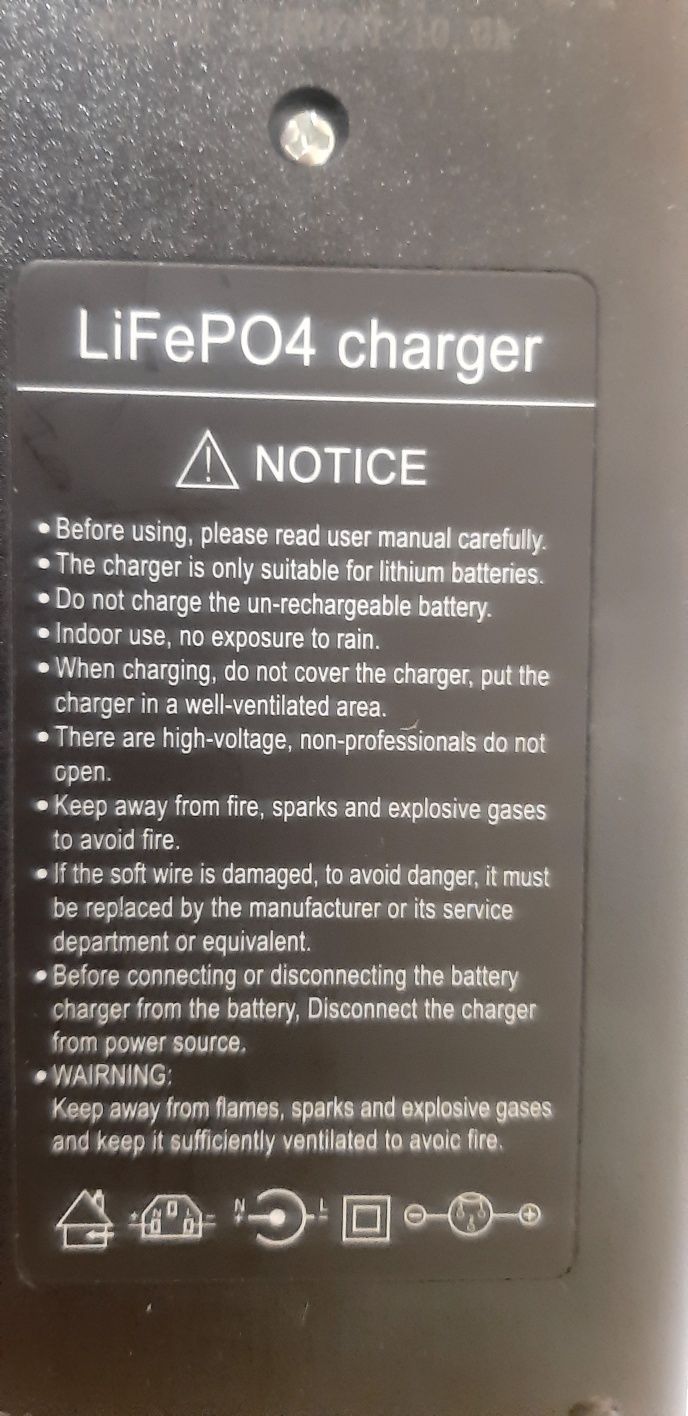 LiFePO4 charger
NOTICE
• Before using, please read user manual carefully.
• The charger is only suitable for lithium batteries.
• Do not charge the un-rechargeable battery.
• Indoor use, no exposure to rain.
• When charging, do not cover the charger, put the
charger in a well-ventilated area.
• There are high-voltage, non-professionals do not
open.
• Keep away from fire, sparks and explosive gases
to avoid fire.
• If the soft wire is damaged, to avoid danger, it must
be replaced by the manufacturer or its service
department or equivalent.
• Before connecting or disconnecting the battery
charger from the battery, Disconnect the charger
from power source.
• WAIRNING:
Keep away from flames, sparks and explosive gases
and keep it sufficiently ventilated to avoid fire.
+ N L - N + L -